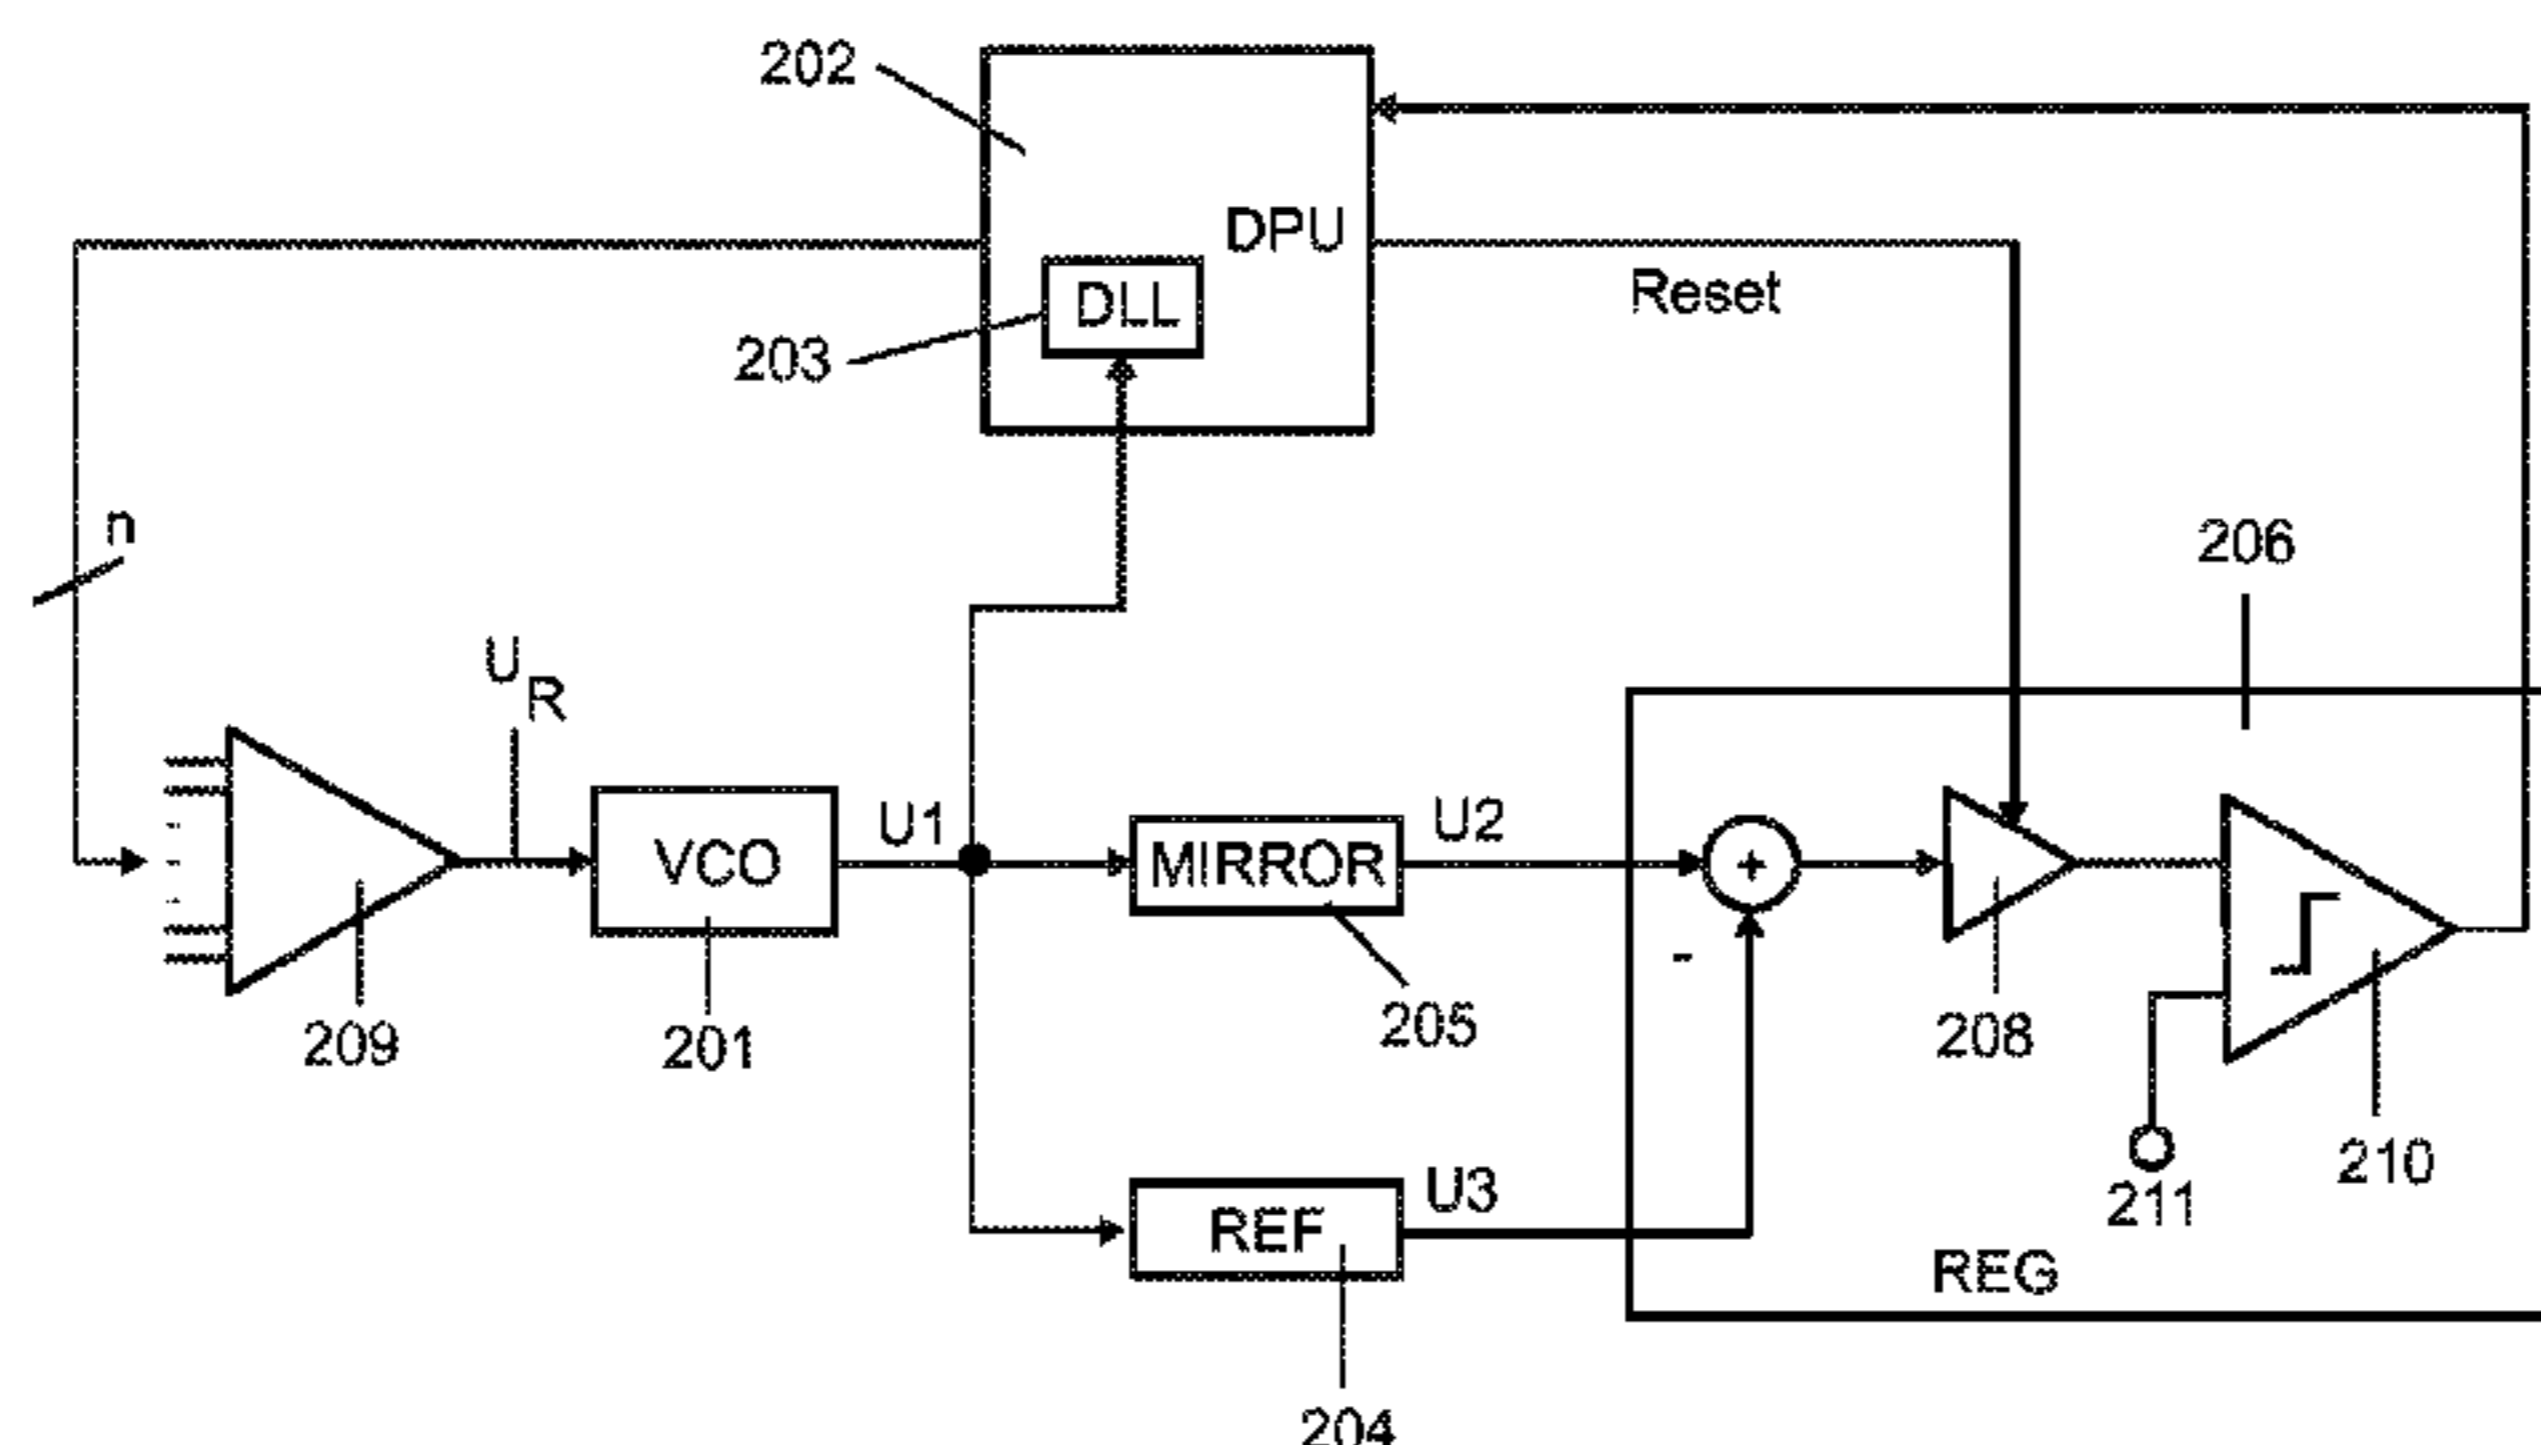 202
DPU
DLL
203
Reset
n
206
U
R
U1
U2
VCO
MIRROR
+
209
201
205
-
208
210
211
U3
REF
REG
204